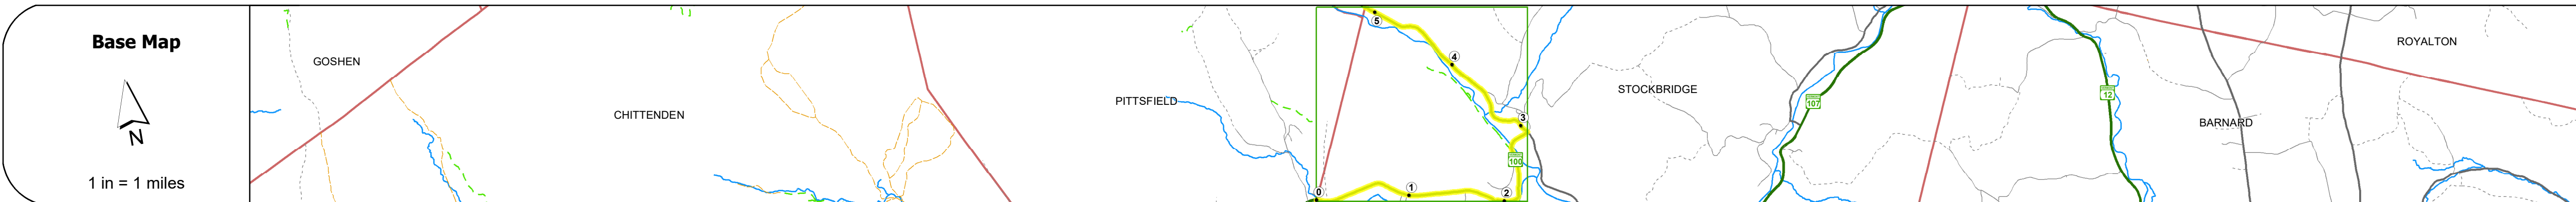 Base Map
N
1 in = 1 miles
GOSHEN
CHITTENDEN
PITTSFIELD
0
1
2
3
4
5
100
STOCKBRIDGE
107
12
BARNARD
ROYALTON